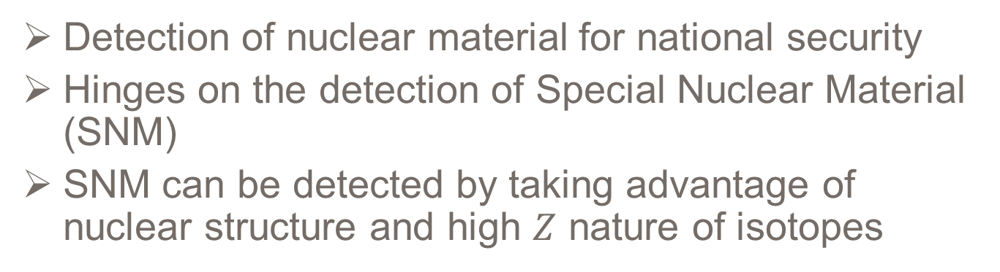 ➢ Detection of nuclear material for national security
➢ Hinges on the detection of Special Nuclear Material
(SNM)
➢ SNM can be detected by taking advantage of
nuclear structure and high Z nature of isotopes